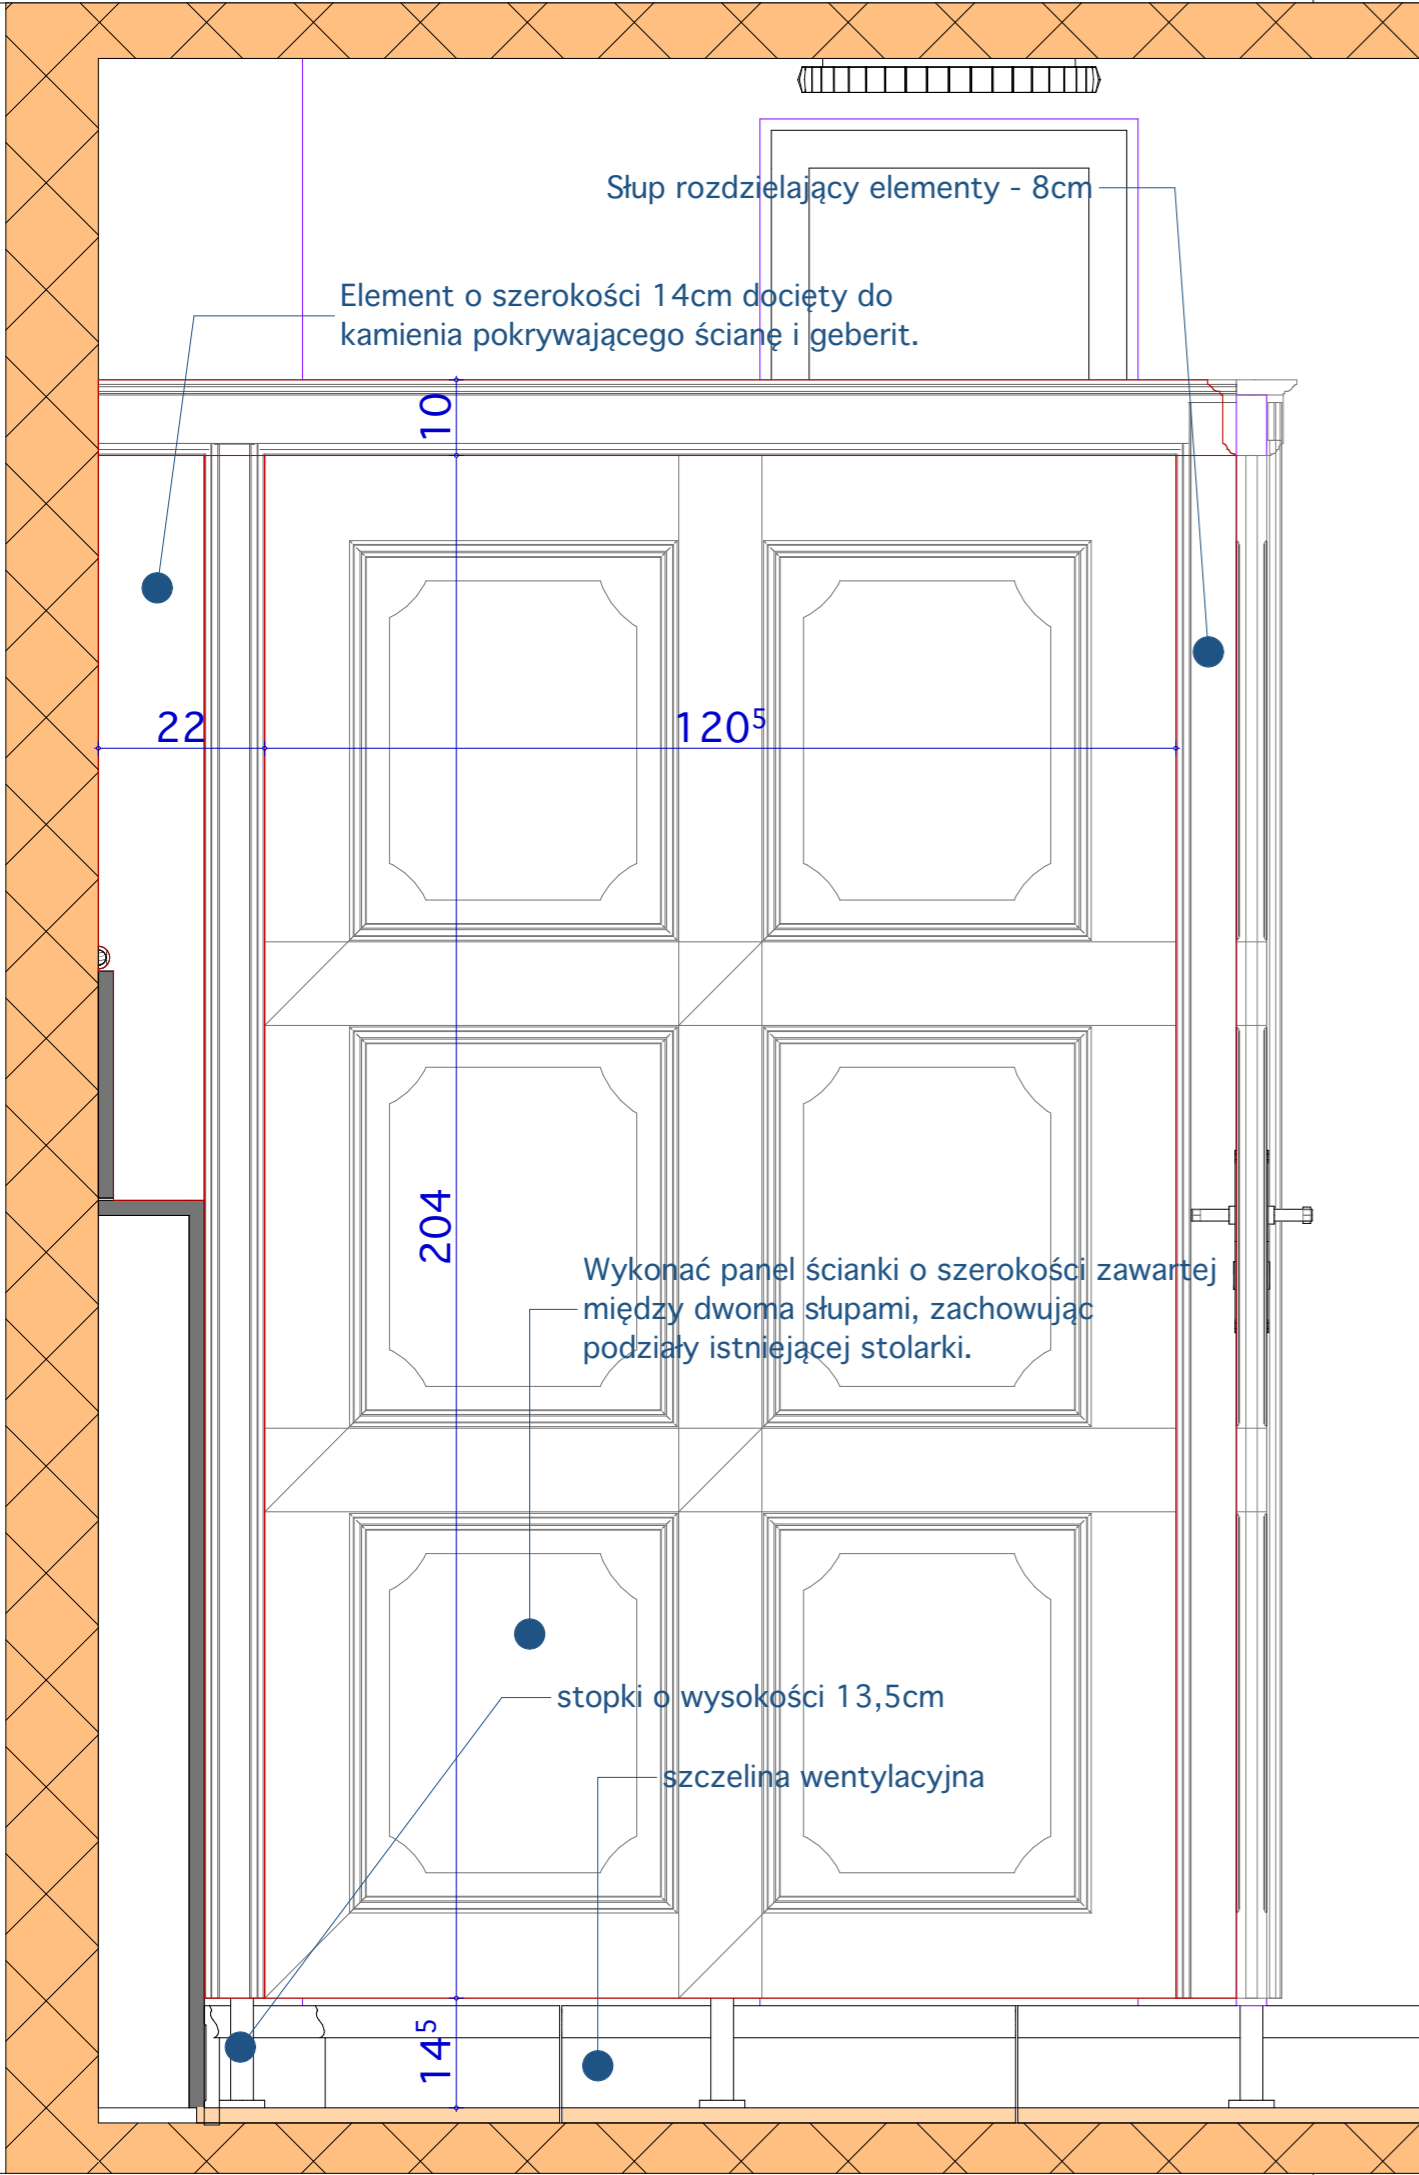 Słup rozdzielający elementy - 8cm
Element o szerokości 14cm docięty do
kamienia pokrywającego ścianę i geberit.
10
22
120⁵
204
Wykonać panel ścianki o szerokości zawartej
między dwoma słupami, zachowując
podziały istniejącej stolarki.
stopki o wysokości 13,5cm
szczelina wentylacyjna
14⁵